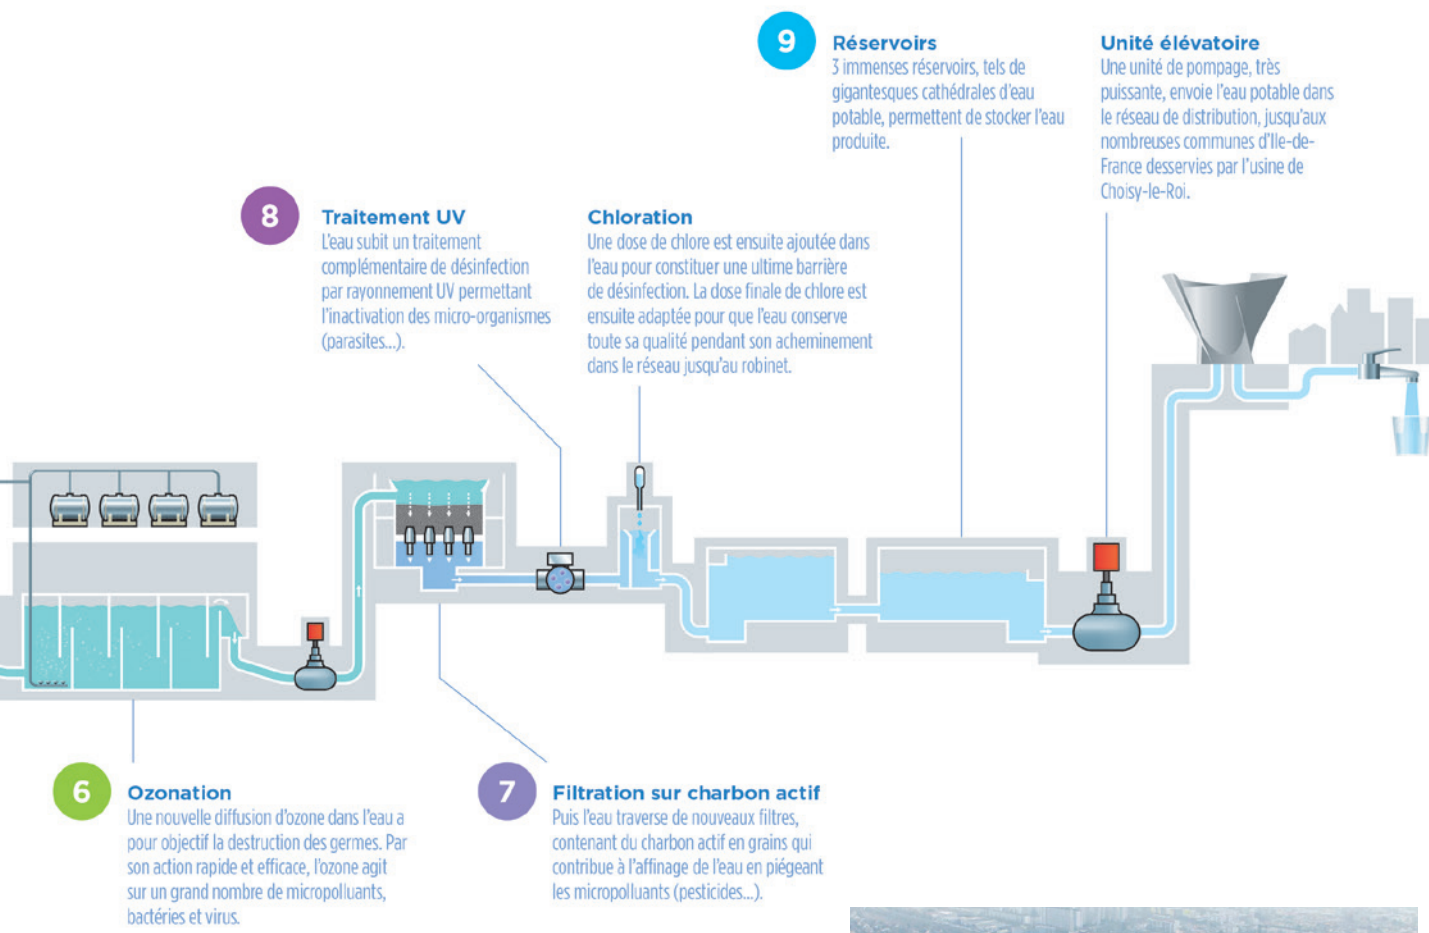 9
Réservoirs
3 immenses réservoirs, tels de
gigantesques cathédrales d'eau
potable, permettent de stocker l'eau
produite.
Unité élévatoire
Une unité de pompage, très
puissante, envoie l'eau potable dans
le réseau de distribution, jusqu'aux
nombreuses communes d'Ile-de-
France desservies par l'usine de
Choisy-le-Roi.
8
Traitement UV
L'eau subit un traitement
complémentaire de désinfection
par rayonnement UV permettant
l'inactivation des micro-organismes
(parasites...).
Chloration
Une dose de chlore est ensuite ajoutée dans
l'eau pour constituer une ultime barrière
de désinfection. La dose finale de chlore est
ensuite adaptée pour que l'eau conserve
toute sa qualité pendant son acheminement
dans le réseau jusqu'au robinet.
6
Ozonation
Une nouvelle diffusion d'ozone dans l'eau a
pour objectif la destruction des germes. Par
son action rapide et efficace, l'ozone agit
sur un grand nombre de micropolluants,
bactéries et virus.
7
Filtration sur charbon actif
Puis l'eau traverse de nouveaux filtres,
contenant du charbon actif en grains qui
contribue à l'affinage de l'eau en piégeant
les micropolluants (pesticides...).